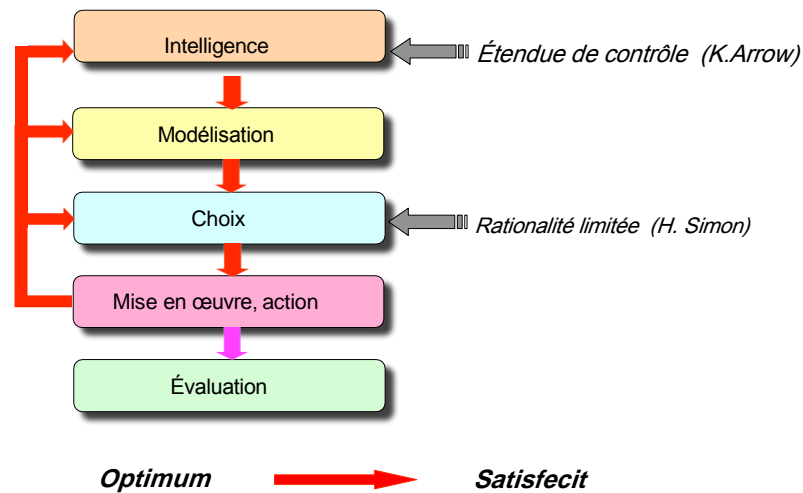 Intelligence
Étendue de contrôle (K.Arrow)
Modélisation
Choix
Rationalité limitée (H. Simon)
Mise en œuvre, action
Évaluation
Optimum
Satisfecit